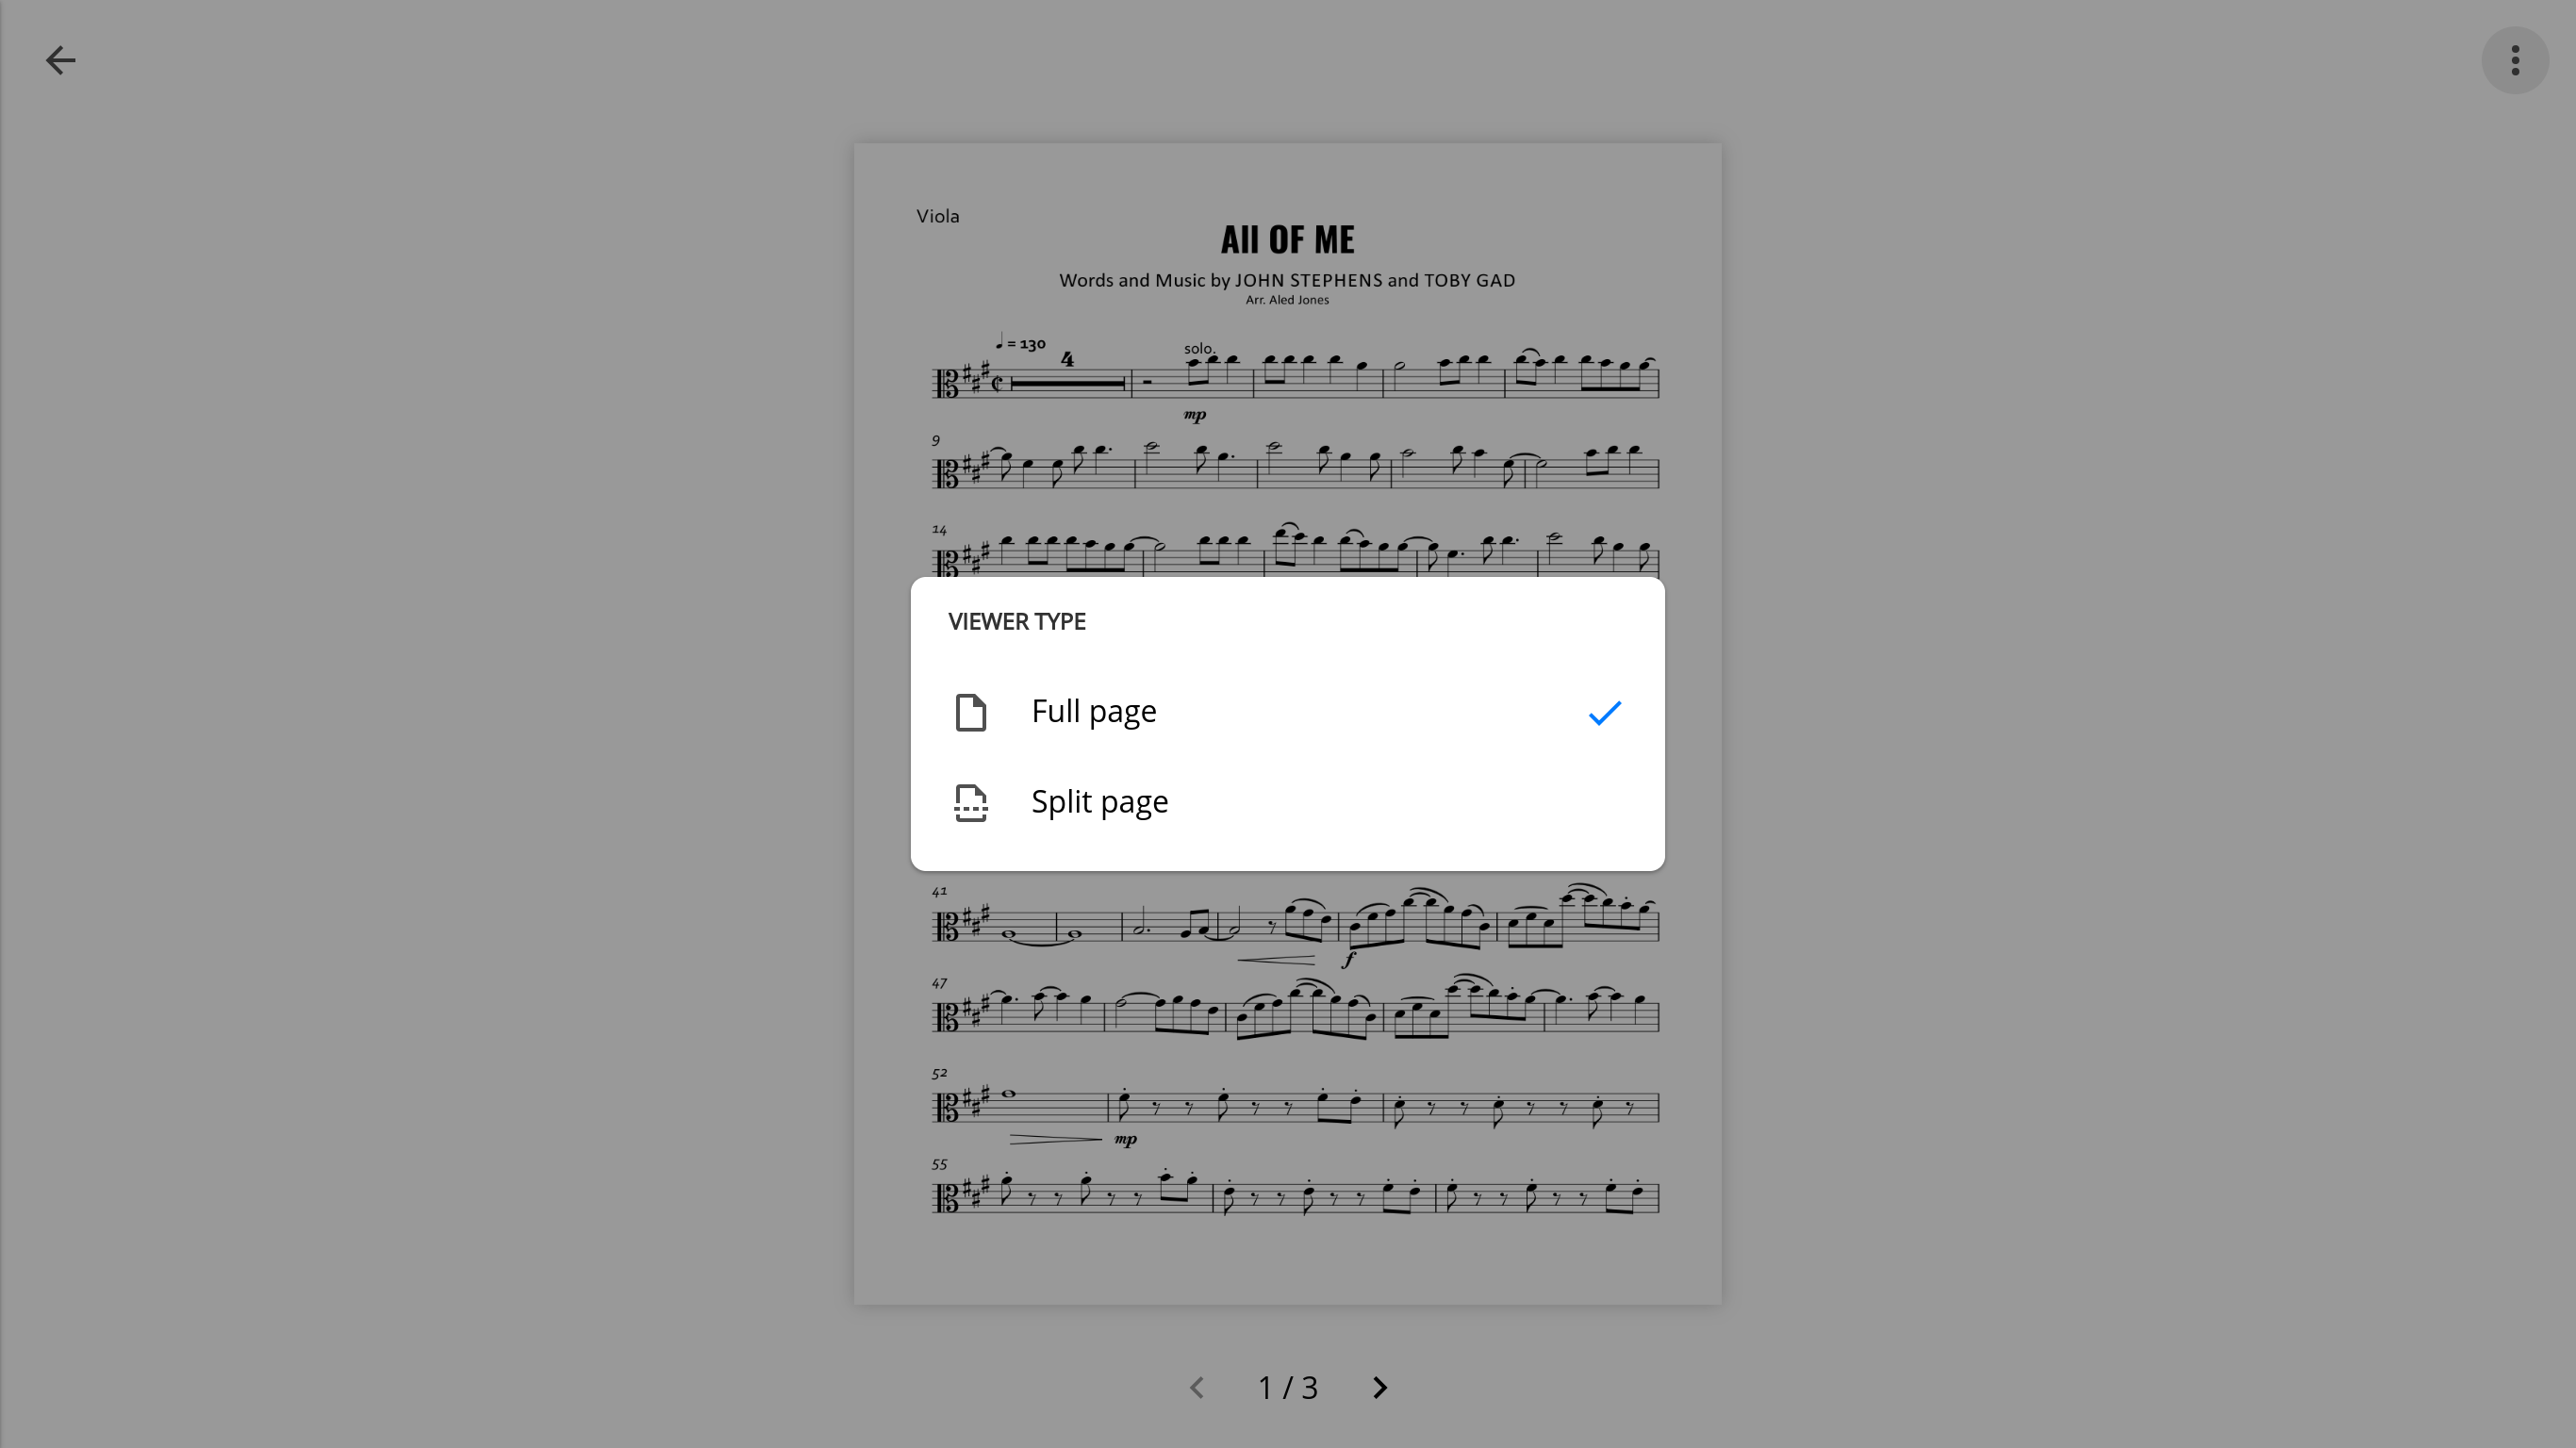 Viola
All OF ME
Words and Music by JOHN STEPHENS and TOBY GAD
Arr. Aled Jones
= 130
4
solo.
mp
9
14
VIEWER TYPE
Full page
Split page
41
f
47
52
mp
55
1 / 3